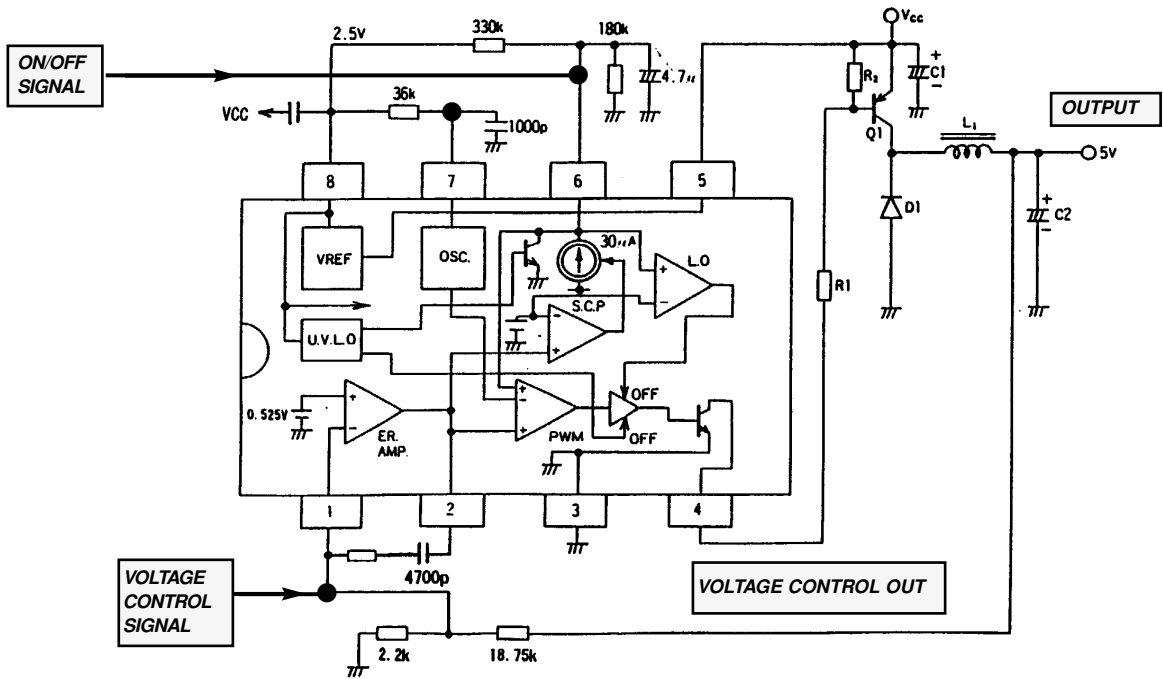 ON/OFF
SIGNAL
2.5V
330k
180k
4.7μ
VCC
36k
1000p
Vcc
R₂
C1
+
-
Q1
L₁
OUTPUT
5V
+
-
C2
D1
R1
8
7
6
5
VREF
OSC.
30μA
L.O
+
-
S.C.P
-
+
U.V.L.O
0.525V
+
-
ER.
AMP.
+
-
+
PWM
OFF
OFF
1
2
3
4
4700p
VOLTAGE
CONTROL
SIGNAL
VOLTAGE CONTROL OUT
2.2k
18.75k